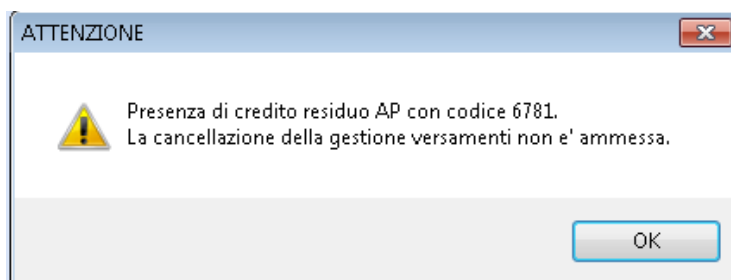 ATTENZIONE
Presenza di credito residuo AP con codice 6781.
La cancellazione della gestione versamenti non e' ammessa.
OK